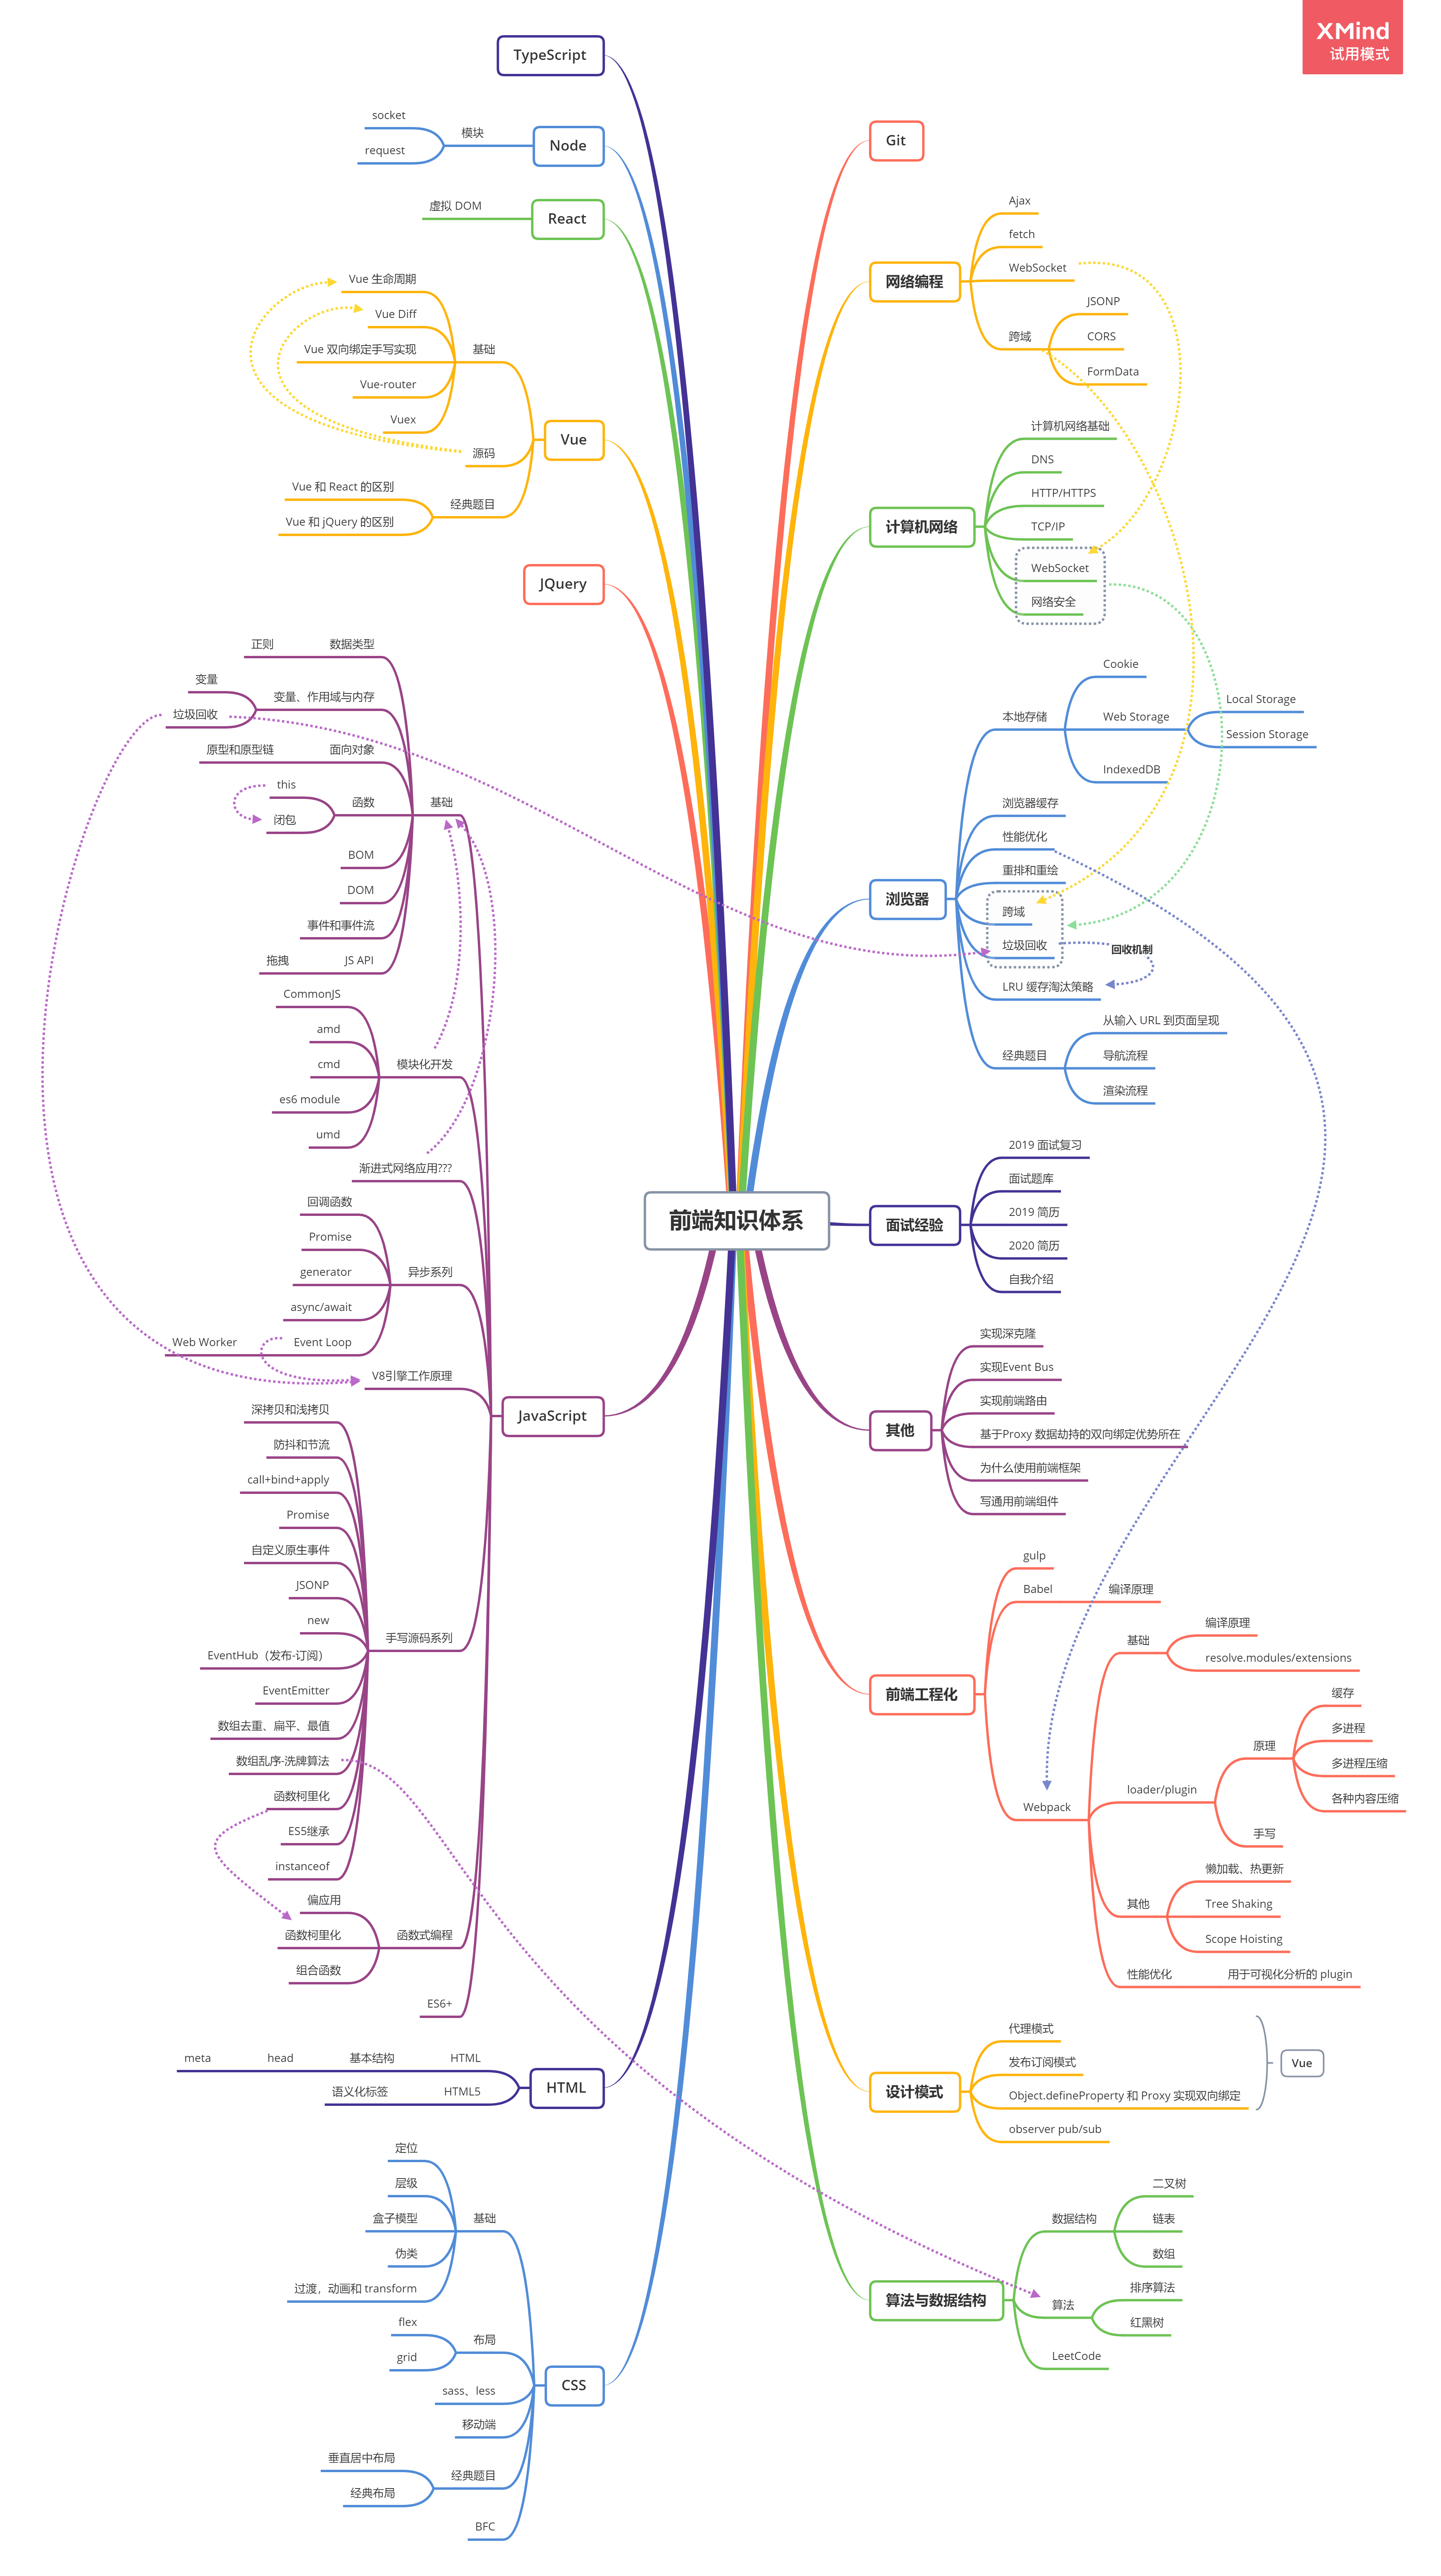 XMind
试用模式
前端知识体系
Git
网络编程
Ajax
fetch
WebSocket
跨域
JSONP
CORS
FormData
计算机网络
计算机网络基础
DNS
HTTP/HTTPS
TCP/IP
WebSocket
网络安全
浏览器
本地存储
Cookie
Web Storage
Local Storage
Session Storage
IndexedDB
浏览器缓存
性能优化
重排和重绘
跨域
垃圾回收
回收机制
LRU 缓存淘汰策略
经典题目
从输入 URL 到页面呈现
导航流程
渲染流程
面试经验
2019 面试复习
面试题库
2019 简历
2020 简历
自我介绍
其他
实现深克隆
实现Event Bus
实现前端路由
基于Proxy 数据劫持的双向绑定优势所在
为什么使用前端框架
写通用前端组件
前端工程化
gulp
Babel
编译原理
Webpack
基础
编译原理
resolve.modules/extensions
loader/plugin
原理
缓存
多进程
多进程压缩
各种内容压缩
手写
其他
懒加载、热更新
Tree Shaking
Scope Hoisting
性能优化
用于可视化分析的 plugin
设计模式
代理模式
发布订阅模式
Object.defineProperty 和 Proxy 实现双向绑定
observer pub/sub
Vue
算法与数据结构
数据结构
二叉树
链表
数组
算法
排序算法
红黑树
LeetCode
TypeScript
Node
模块
socket
request
React
虚拟 DOM
Vue
基础
Vue 生命周期
Vue Diff
Vue 双向绑定手写实现
Vue-router
Vuex
源码
经典题目
Vue 和 React 的区别
Vue 和 jQuery 的区别
JQuery
JavaScript
基础
数据类型
正则
变量、作用域与内存
变量
垃圾回收
面向对象
原型和原型链
函数
this
闭包
BOM
DOM
事件和事件流
JS API
拖拽
模块化开发
CommonJS
amd
cmd
es6 module
umd
渐进式网络应用???
异步系列
回调函数
Promise
generator
async/await
Event Loop
Web Worker
V8引擎工作原理
手写源码系列
深拷贝和浅拷贝
防抖和节流
call+bind+apply
Promise
自定义原生事件
JSONP
new
EventHub（发布-订阅）
EventEmitter
数组去重、扁平、最值
数组乱序-洗牌算法
函数柯里化
ES5继承
instanceof
函数式编程
偏应用
函数柯里化
组合函数
ES6+
HTML
HTML
基本结构
head
meta
HTML5
语义化标签
CSS
基础
定位
层级
盒子模型
伪类
过渡，动画和 transform
布局
flex
grid
sass、less
移动端
经典题目
垂直居中布局
经典布局
BFC